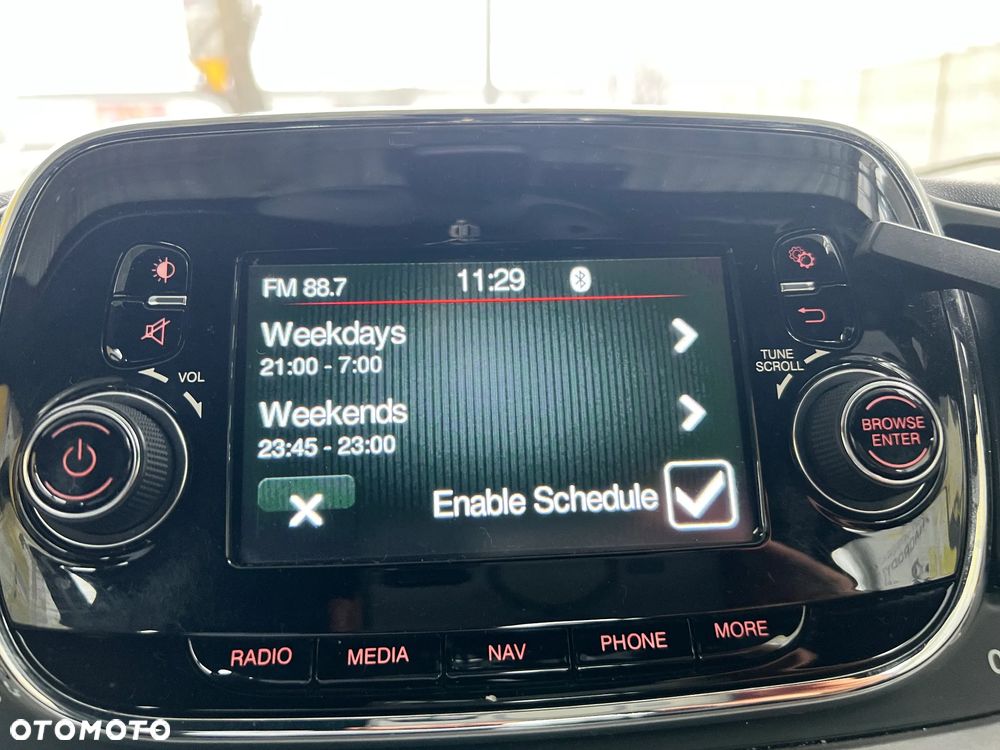 FM 88.7 11:29
Weekdays
21:00 - 7:00
Weekends
23:45 - 23:00
Enable Schedule
VOL
TUNE
SCROLL
BROWSE
ENTER
RADIO MEDIA NAV PHONE MORE
OTOMOTO